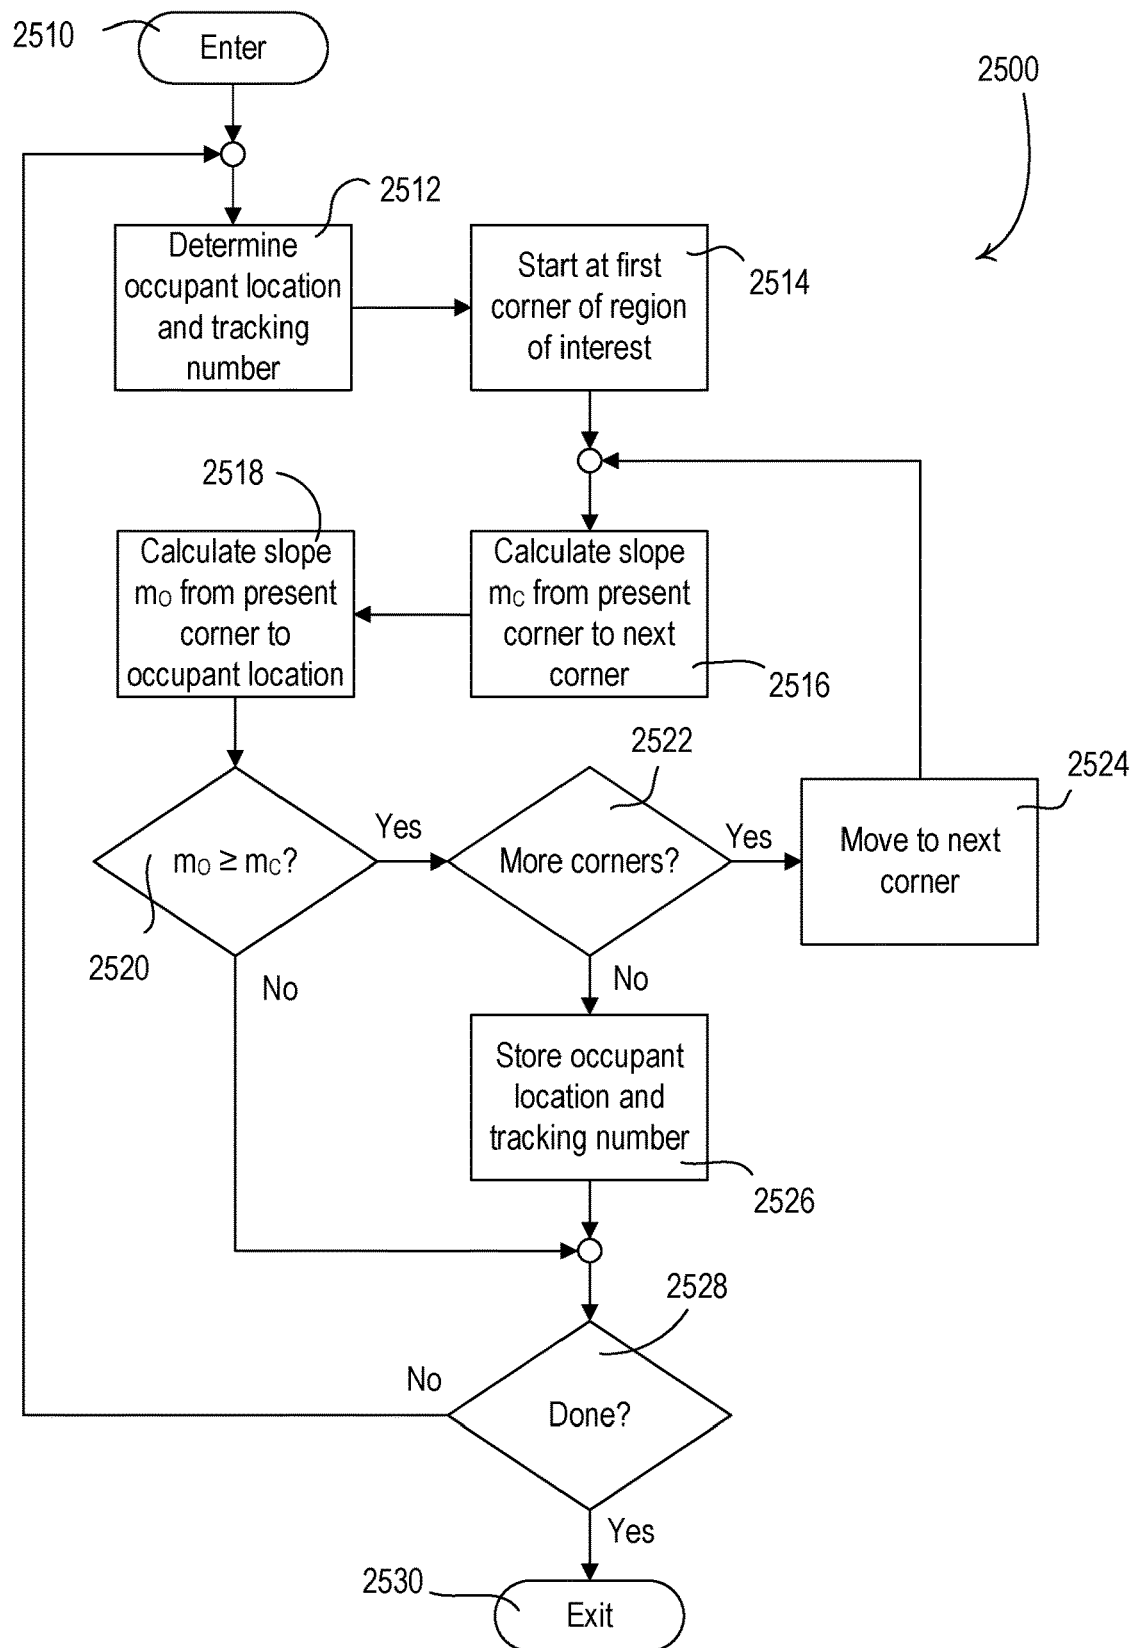 2510
Enter
2500
2512
Determine
occupant location
and tracking
number
Start at first
corner of region
of interest
2514
2518
Calculate slope
mO from present
corner to
occupant location
Calculate slope
mC from present
corner to next
corner
2516
2522
2524
mO ≥ mC?
Yes
More corners?
Yes
Move to next
corner
2520
No
No
Store occupant
location and
tracking number
2526
2528
No
Done?
Yes
2530
Exit